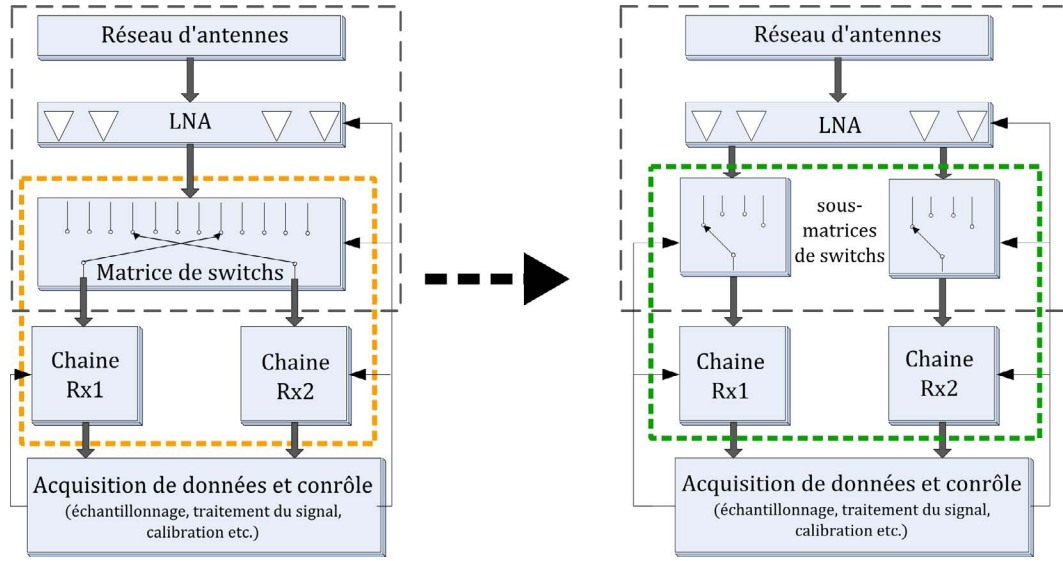 Réseau d'antennes
LNA
Matrice de switchs
Chaine
Rx1
Chaine
Rx2
Acquisition de données et conrôle
(échantillonnage, traitement du signal,
calibration etc.)
Réseau d'antennes
LNA
sous-
matrices
de switchs
Chaine
Rx1
Chaine
Rx2
Acquisition de données et conrôle
(échantillonnage, traitement du signal,
calibration etc.)